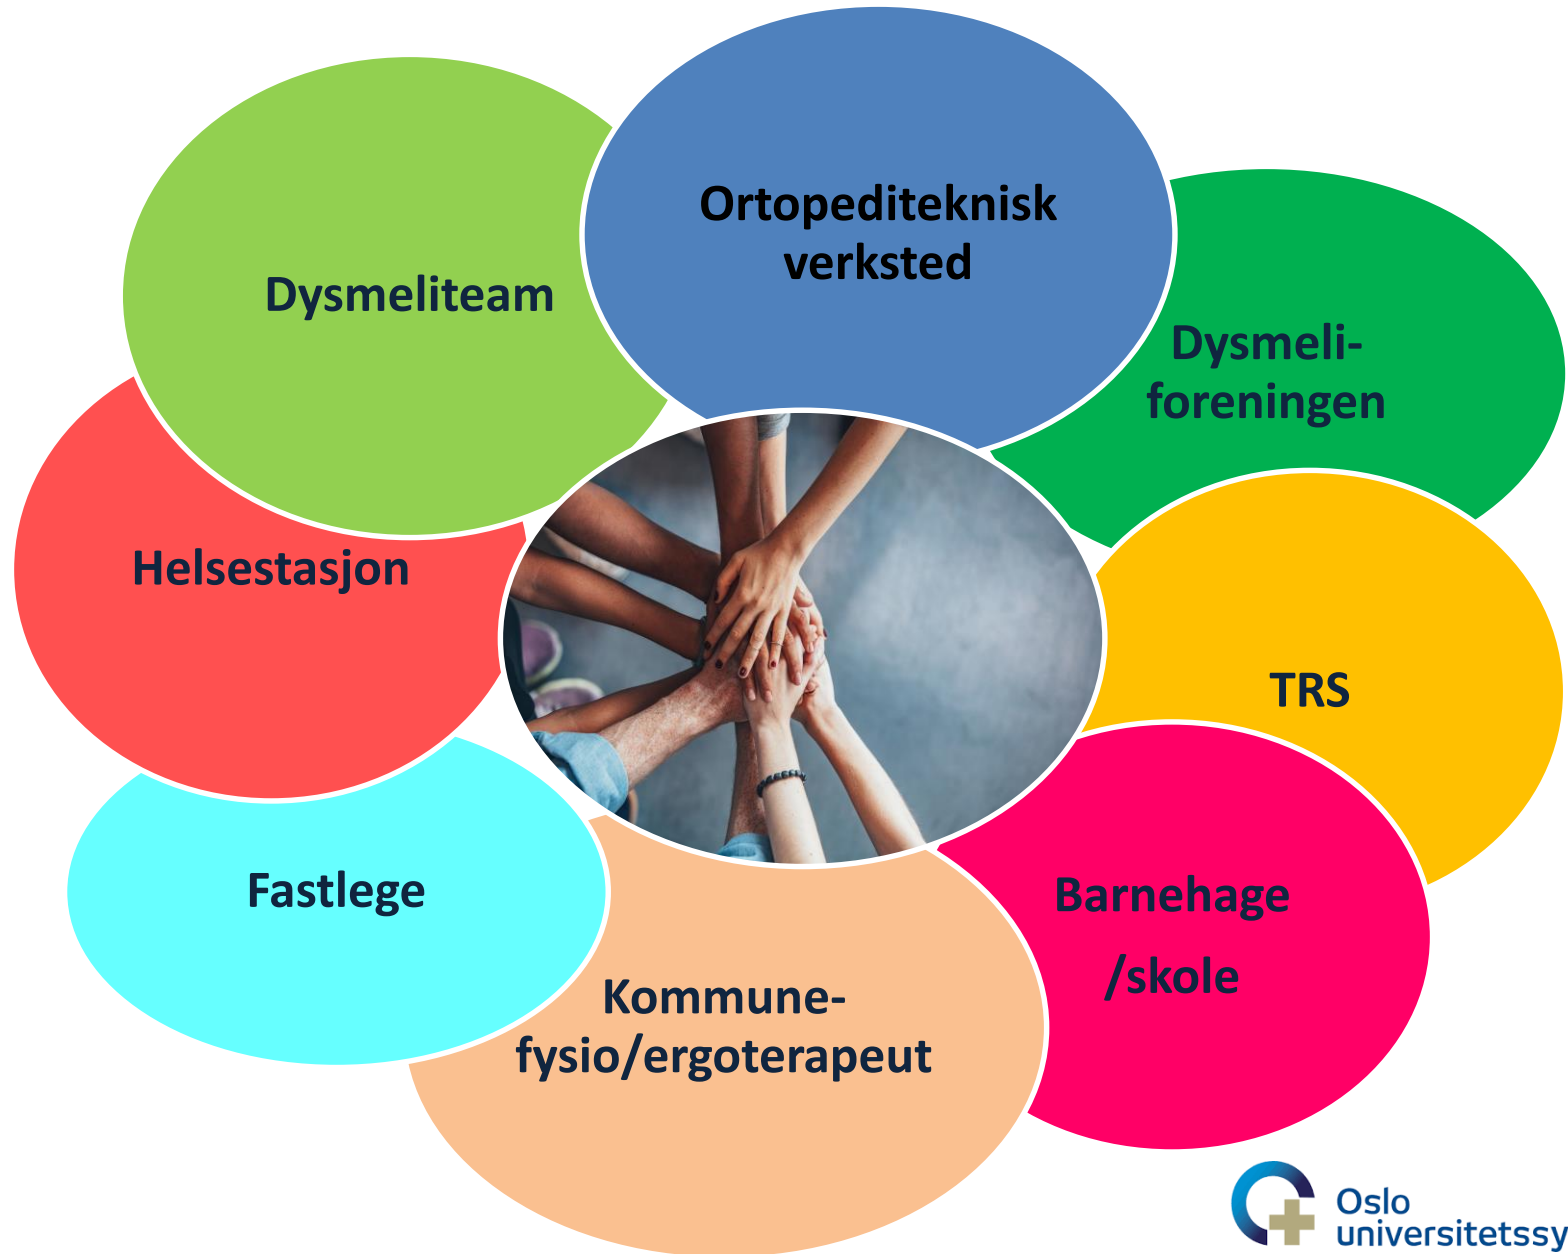 Ortopediteknisk
verksted
Dysmeliteam
Dysmeli-
foreningen
Helsestasjon
TRS
Fastlege
Barnehage
/skole
Kommune-
fysio/ergoterapeut
Oslo
universitetssy